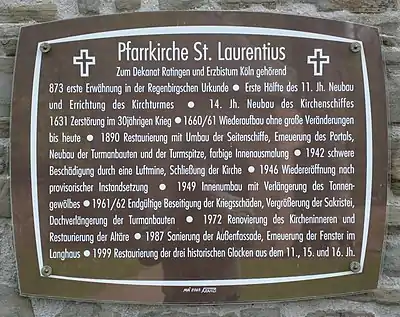 Pfarrkirche St. Laurentius
Zum Dekanat Ratingen und Erzbistum Köln gehörend
873 erste Erwähnung in der Regenbirgschen Urkunde ● Erste Hälfte des 11. Jh. Neubau
und Errichtung des Kirchturmes ● 14. Jh. Neubau des Kirchenschiffes
1631 Zerstörung im 30jährigen Krieg ● 1660/61 Wiederaufbau ohne große Veränderungen
bis heute ● 1890 Restaurierung mit Umbau der Seitenschiffe, Erneuerung des Portals,
Neubau der Turmanbauten und der Turmspitze, farbige Innenausmalung ● 1942 schwere
Beschädigung durch eine Luftmine, Schließung der Kirche ● 1946 Wiedereröffnung nach
provisorischer Instandsetzung ● 1949 Innenumbau mit Verlängerung des Tonnen-
gewölbes ● 1961/62 Endgültige Beseitigung der Kriegsschäden, Vergrößerung der Sakristei,
Dachverlängerung der Turmanbauten ● 1972 Renovierung des Kircheninneren und
Restaurierung der Altäre ● 1987 Sanierung der Außenfassade, Erneuerung der Fenster im
Langhaus ● 1999 Restaurierung der drei historischen Glocken aus dem 11., 15. und 16. Jh.